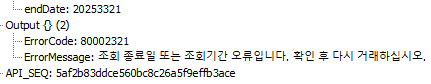 endDate: 20253321
Output {} (2)
ErrorCode: 80002321
ErrorMessage: 조회 종료일 또는 조회기간 오류입니다. 확인 후 다시 거래하십시오.
API_SEQ: 5af2b83ddce560bc8c26a5f9effb3ace